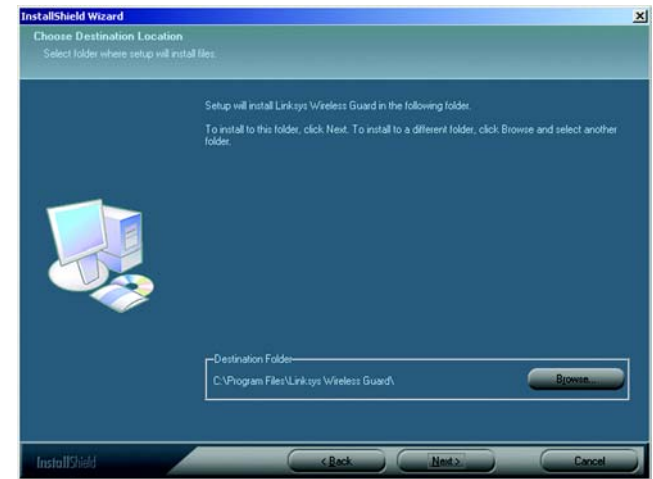 InstallShield Wizard
Choose Destination Location
Select folder where setup will install files.
Setup will install Linksys Wireless Guard in the following folder.
To install to this folder, click Next. To install to a different folder, click Browse and select another
folder.
Destination Folder
C:\Program Files\Linksys Wireless Guard\
Browse...
InstallShield
< Back
Next >
Cancel